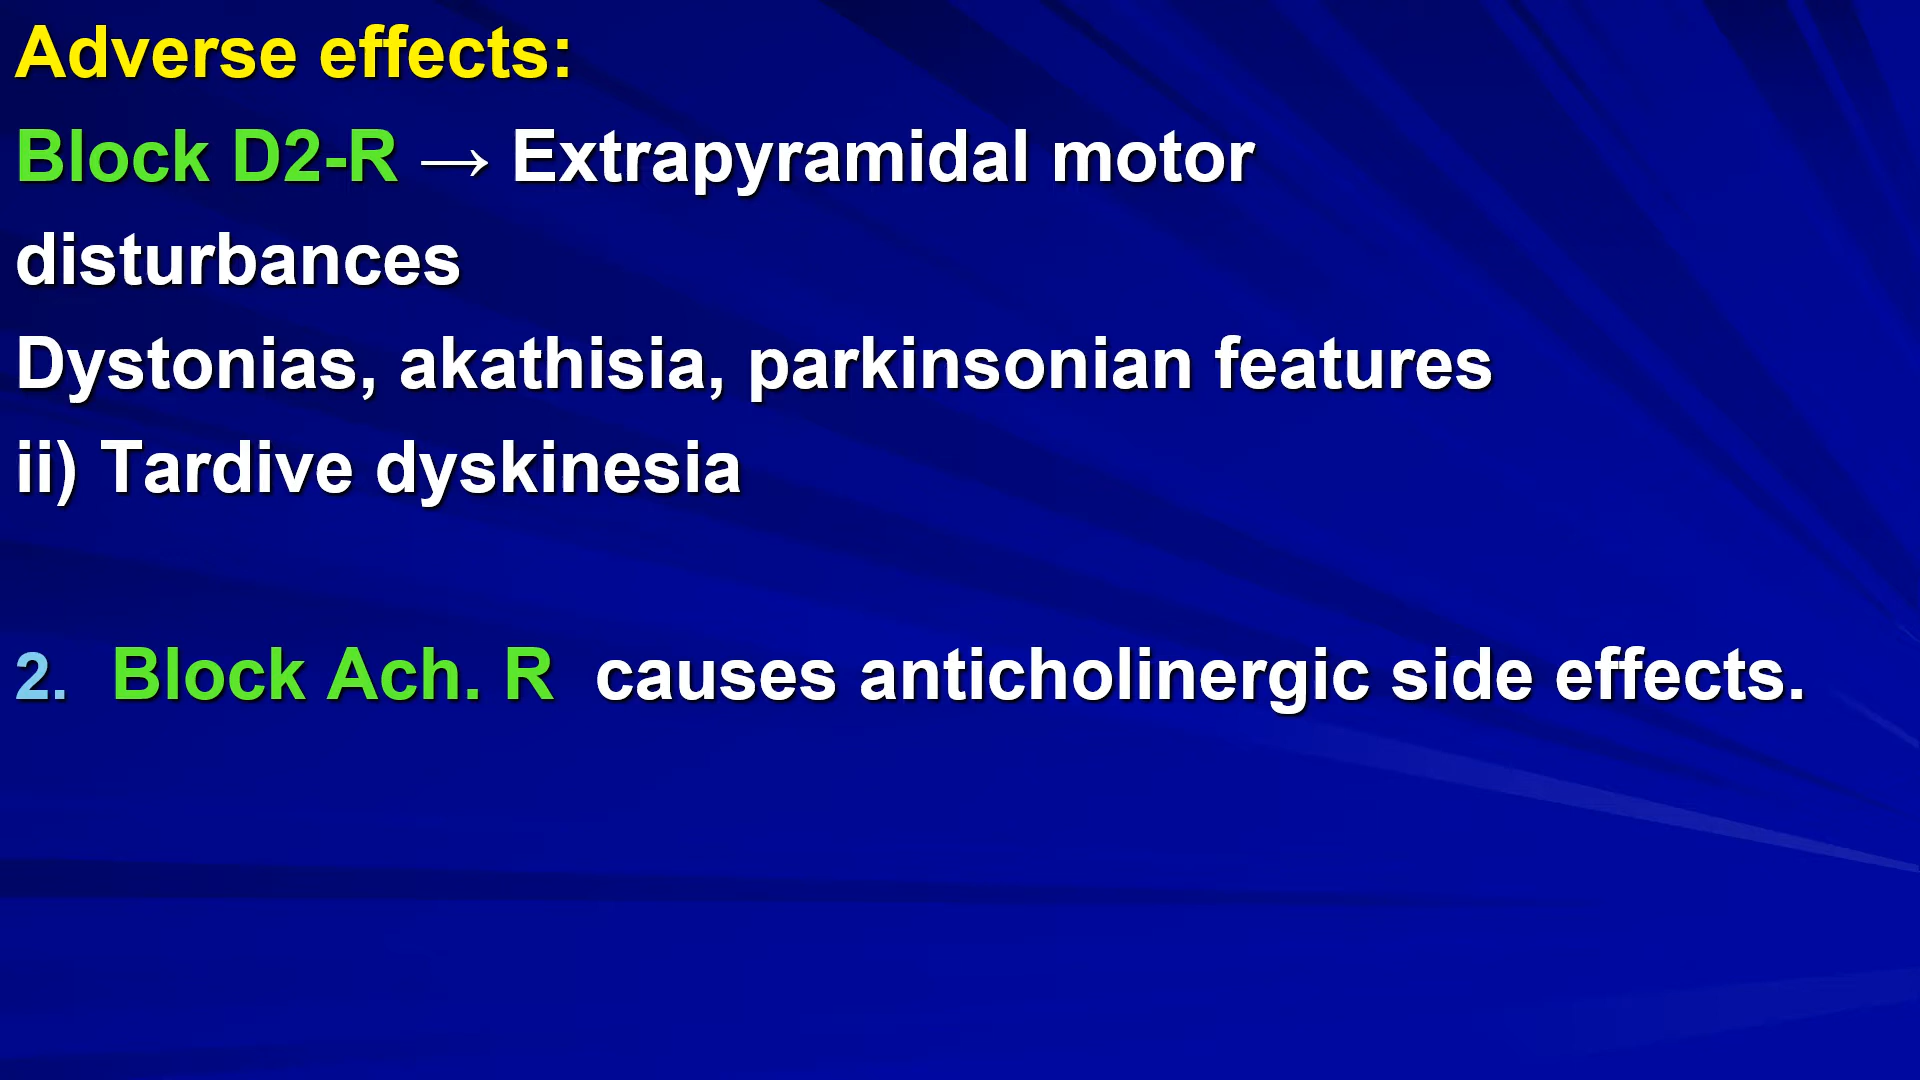 Adverse effects:
Block D2-R → Extrapyramidal motor
disturbances
Dystonias, akathisia, parkinsonian features
ii) Tardive dyskinesia
2. Block Ach. R causes anticholinergic side effects.